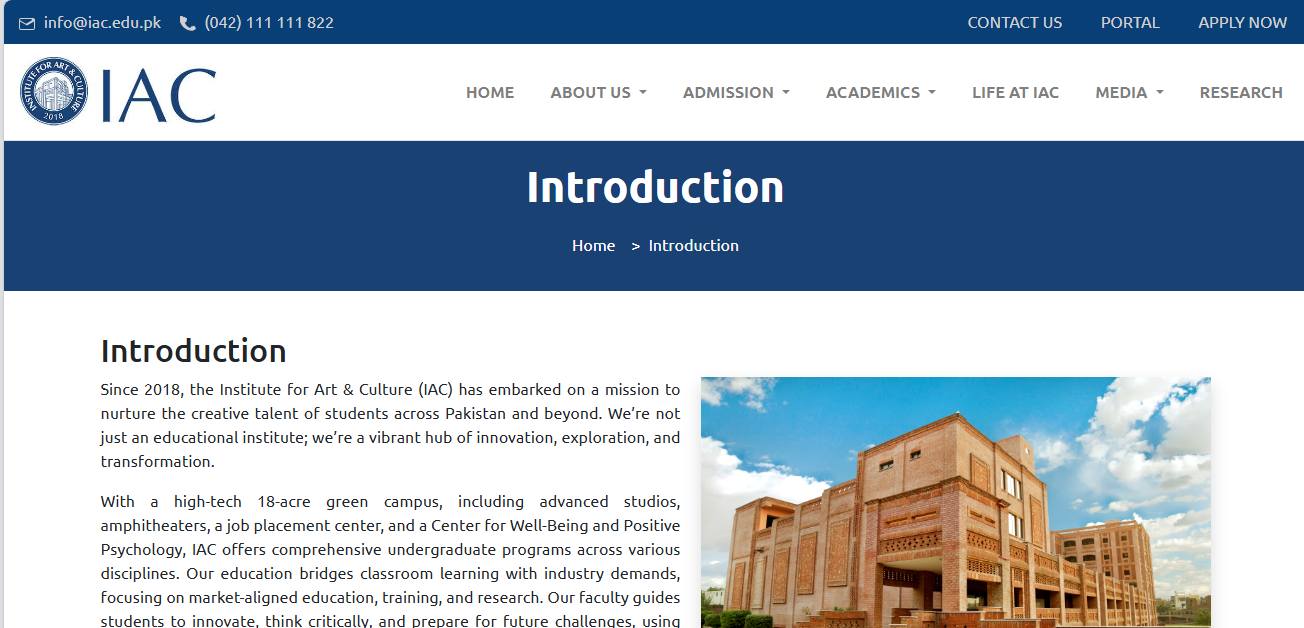 info@iac.edu.pk (042) 111 111 822 CONTACT US PORTAL APPLY NOW
INSTITUTE FOR ART & CULTURE
2018
IAC
HOME ABOUT US ADMISSION ACADEMICS LIFE AT IAC MEDIA RESEARCH
Introduction
Home > Introduction
Introduction
Since 2018, the Institute for Art & Culture (IAC) has embarked on a mission to
nurture the creative talent of students across Pakistan and beyond. We’re not
just an educational institute; we’re a vibrant hub of innovation, exploration, and
transformation.
With a high-tech 18-acre green campus, including advanced studios,
amphitheaters, a job placement center, and a Center for Well-Being and Positive
Psychology, IAC offers comprehensive undergraduate programs across various
disciplines. Our education bridges classroom learning with industry demands,
focusing on market-aligned education, training, and research. Our faculty guides
students to innovate, think critically, and prepare for future challenges, using